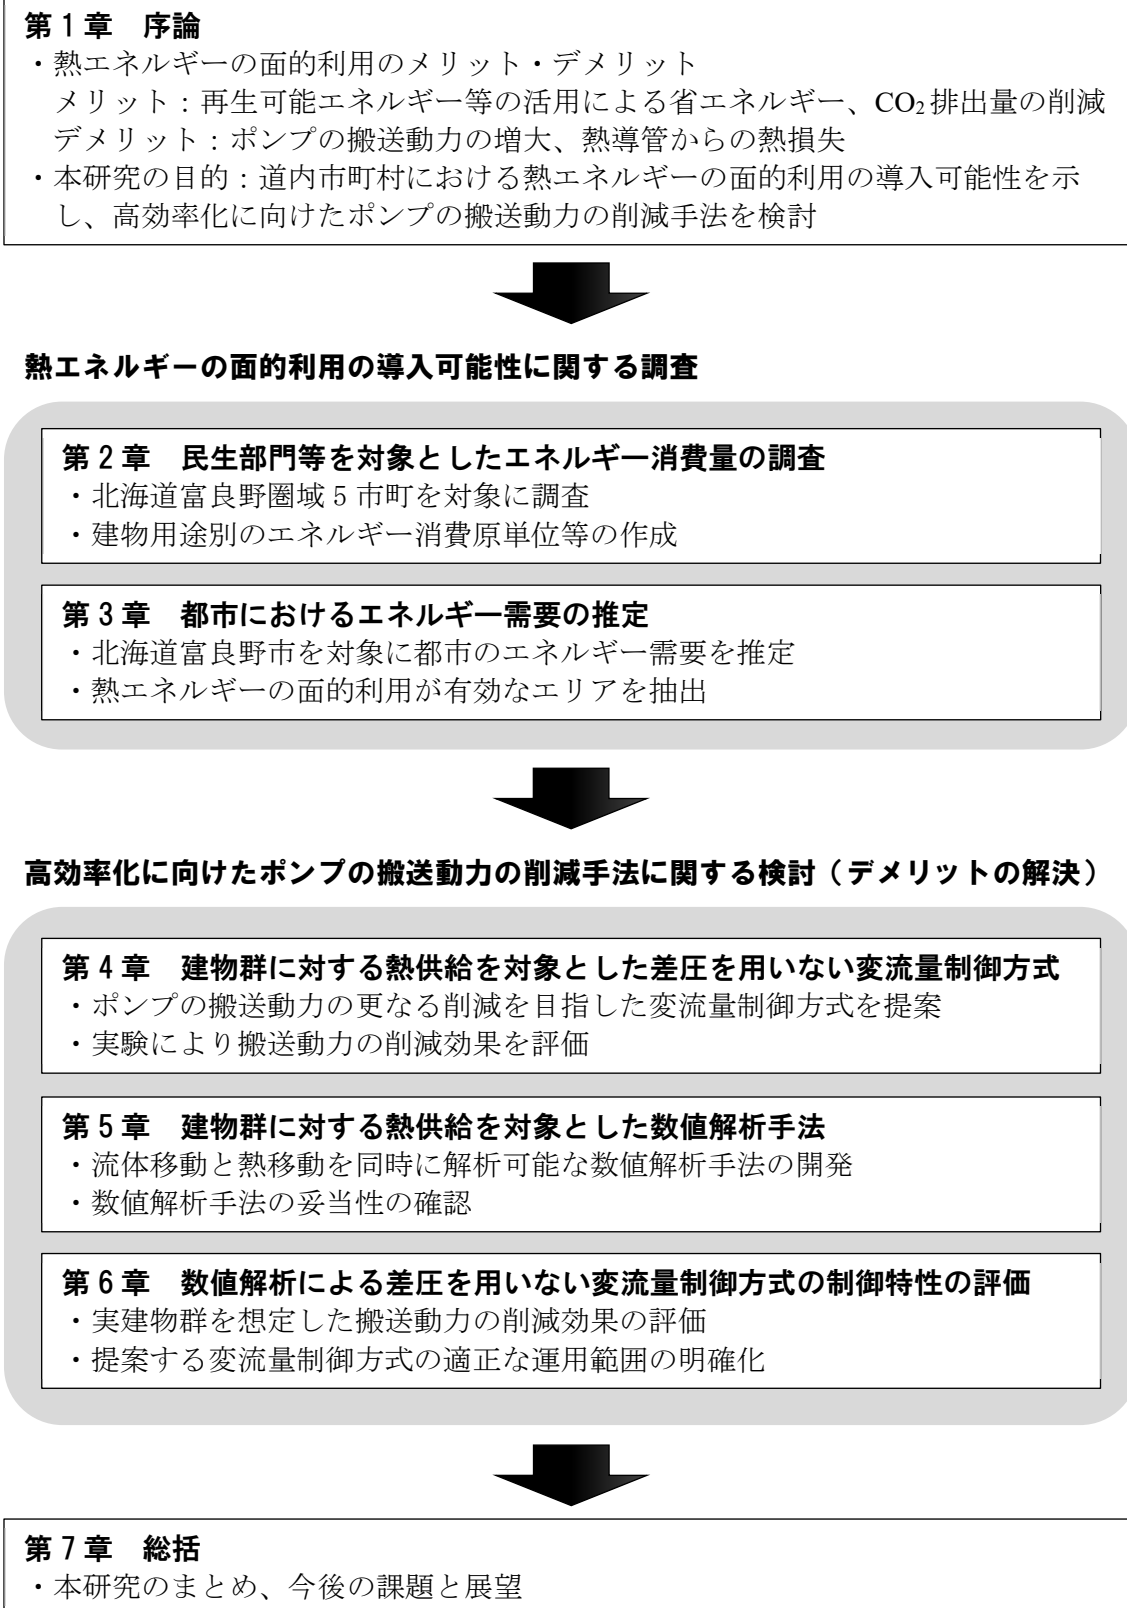 第1章　序論
・熱エネルギーの面的利用のメリット・デメリット
メリット：再生可能エネルギー等の活用による省エネルギー、CO₂排出量の削減
デメリット：ポンプの搬送動力の増大、熱導管からの熱損失
・本研究の目的：道内市町村における熱エネルギーの面的利用の導入可能性を示
し、高効率化に向けたポンプの搬送動力の削減手法を検討
熱エネルギーの面的利用の導入可能性に関する調査
第2章　民生部門等を対象としたエネルギー消費量の調査
・北海道富良野圏域5市町を対象に調査
・建物用途別のエネルギー消費原単位等の作成
第3章　都市におけるエネルギー需要の推定
・北海道富良野市を対象に都市のエネルギー需要を推定
・熱エネルギーの面的利用が有効なエリアを抽出
高効率化に向けたポンプの搬送動力の削減手法に関する検討（デメリットの解決）
第4章　建物群に対する熱供給を対象とした差圧を用いない変流量制御方式
・ポンプの搬送動力の更なる削減を目指した変流量制御方式を提案
・実験により搬送動力の削減効果を評価
第5章　建物群に対する熱供給を対象とした数値解析手法
・流体移動と熱移動を同時に解析可能な数値解析手法の開発
・数値解析手法の妥当性の確認
第6章　数値解析による差圧を用いない変流量制御方式の制御特性の評価
・実建物群を想定した搬送動力の削減効果の評価
・提案する変流量制御方式の適正な運用範囲の明確化
第7章　総括
・本研究のまとめ、今後の課題と展望